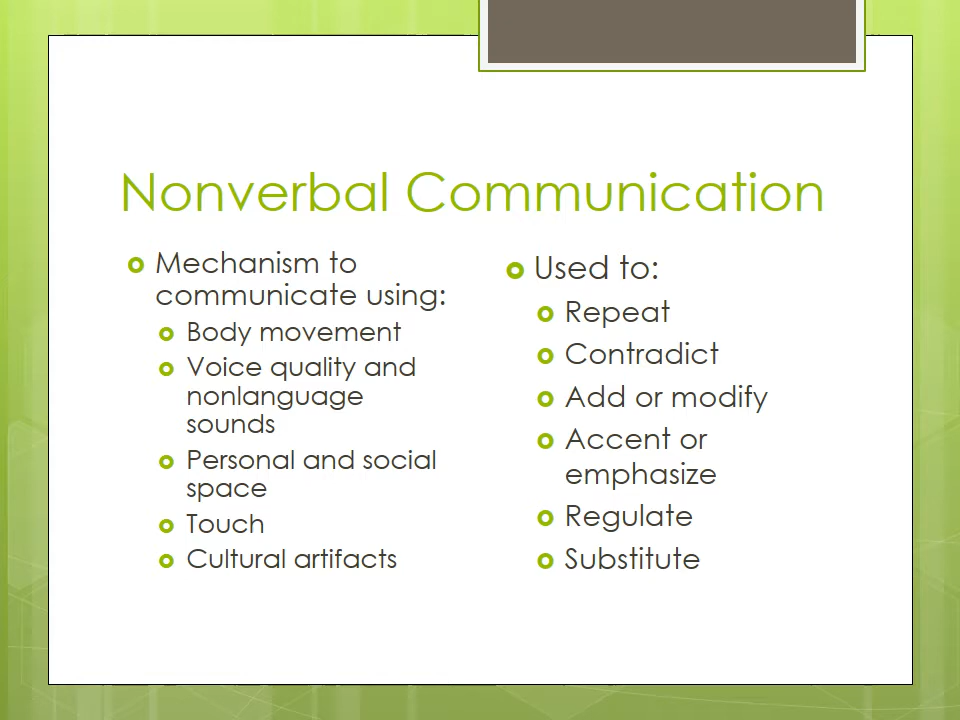 Nonverbal Communication
Mechanism to
communicate using:
Body movement
Voice quality and
nonlanguage
sounds
Personal and social
space
Touch
Cultural artifacts
Used to:
Repeat
Contradict
Add or modify
Accent or
emphasize
Regulate
Substitute